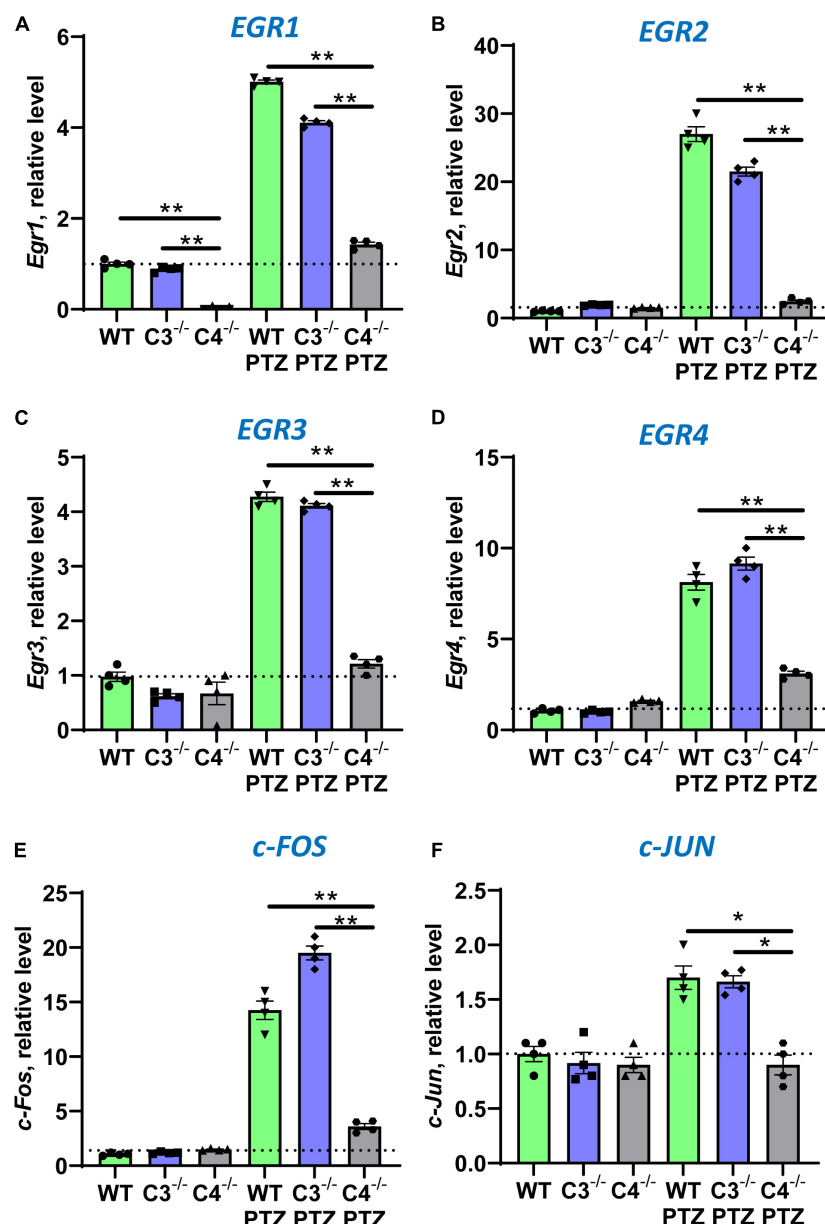 A
EGR1
Egr1, relative level
6
4
2
0
**
**
**
**
WT C3-/- C4-/- WT C3-/- C4-/-
PTZ PTZ PTZ
B
EGR2
Egr2, relative level
40
30
20
10
0
**
**
WT C3-/- C4-/- WT C3-/- C4-/-
PTZ PTZ PTZ
C
EGR3
Egr3, relative level
5
4
3
2
1
0
**
**
WT C3-/- C4-/- WT C3-/- C4-/-
PTZ PTZ PTZ
D
EGR4
Egr4, relative level
15
10
5
0
**
**
WT C3-/- C4-/- WT C3-/- C4-/-
PTZ PTZ PTZ
E
c-FOS
c-Fos, relative level
25
20
15
10
5
0
**
**
WT C3-/- C4-/- WT C3-/- C4-/-
PTZ PTZ PTZ
F
c-JUN
c-Jun, relative level
2.5
2.0
1.5
1.0
0.5
0.0
*
*
WT C3-/- C4-/- WT C3-/- C4-/-
PTZ PTZ PTZ